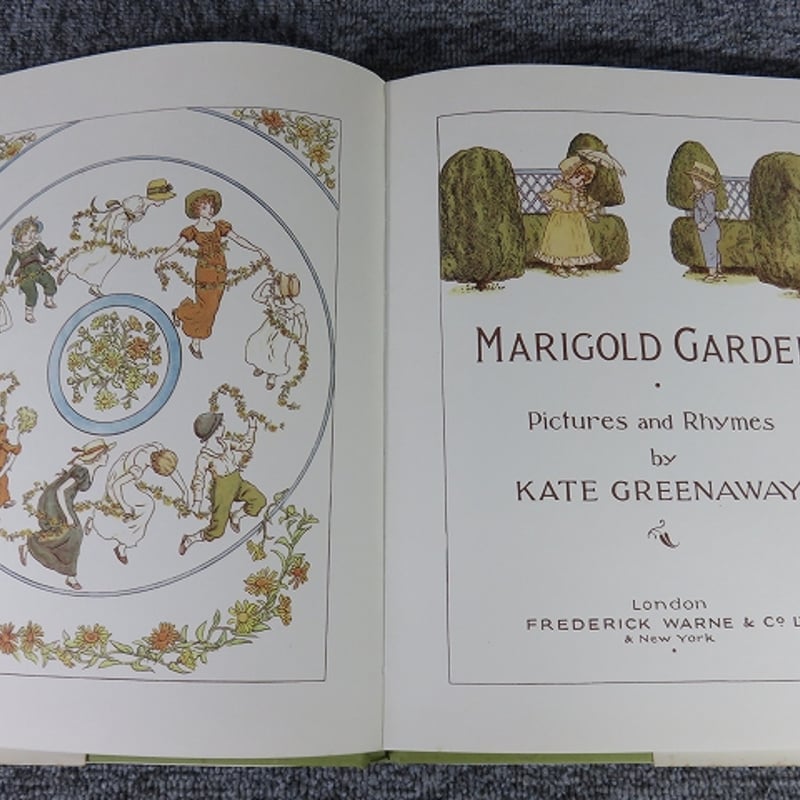 MARIGOLD GARDEN
Pictures and Rhymes
by
KATE GREENAWAY
London
FREDERICK WARNE & Co L
& New York